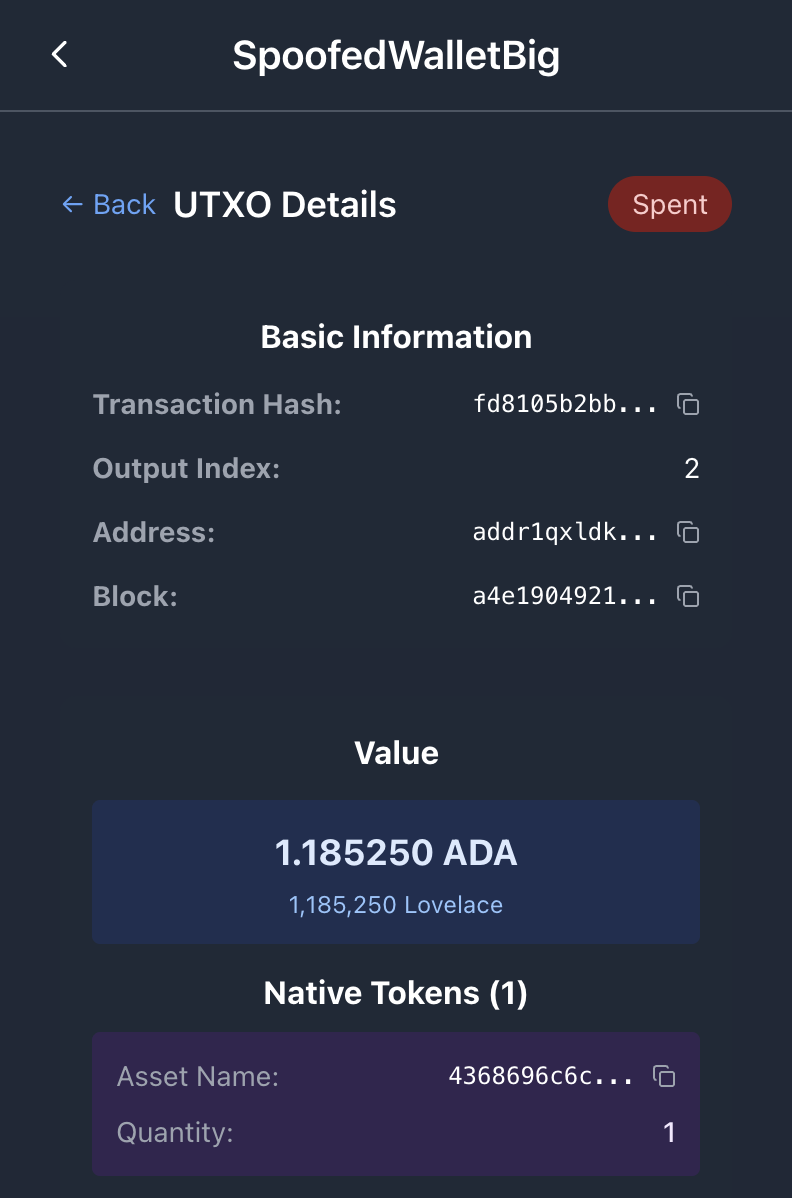 SpoofedWalletBig
← Back UTXO Details Spent
Basic Information
Transaction Hash: fd8105b2bb...
Output Index: 2
Address: addr1qxldk...
Block: a4e1904921...
Value
1.185250 ADA
1,185,250 Lovelace
Native Tokens (1)
Asset Name: 4368696c6c...
Quantity: 1